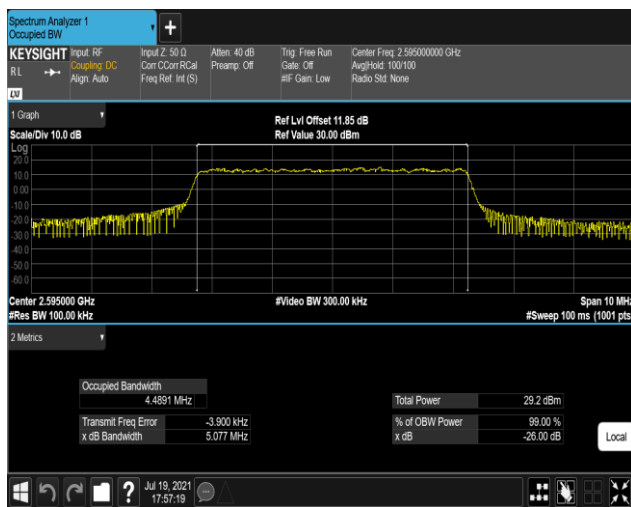 Spectrum Analyzer 1
Occupied BW
+
KEYSIGHT Input: RF Input Z: 50 Ω Atten: 40 dB Trig: Free Run Center Freq: 2.595000000 GHz
RL Coupling: DC Corr CCorr RCal Preamp: Off Gate: Off Avg|Hold: 100/100
Align: Auto Freq Ref: Int (S) #IF Gain: Low Radio Std: None
LXI
1 Graph
Ref Lvl Offset 11.85 dB
Scale/Div 10.0 dB Ref Value 30.00 dBm
Log
20.0
10.0
0.00
-10.0
-20.0
-30.0
-40.0
-50.0
-60.0
Center 2.595000 GHz #Video BW 300.00 kHz Span 10 MHz
#Res BW 100.00 kHz #Sweep 100 ms (1001 pts
2 Metrics
Occupied Bandwidth
4.4891 MHz Total Power 29.2 dBm
Transmit Freq Error -3.900 kHz % of OBW Power 99.00 %
x dB Bandwidth 5.077 MHz x dB -26.00 dB
Local
? Jul 19, 2021
17:57:19